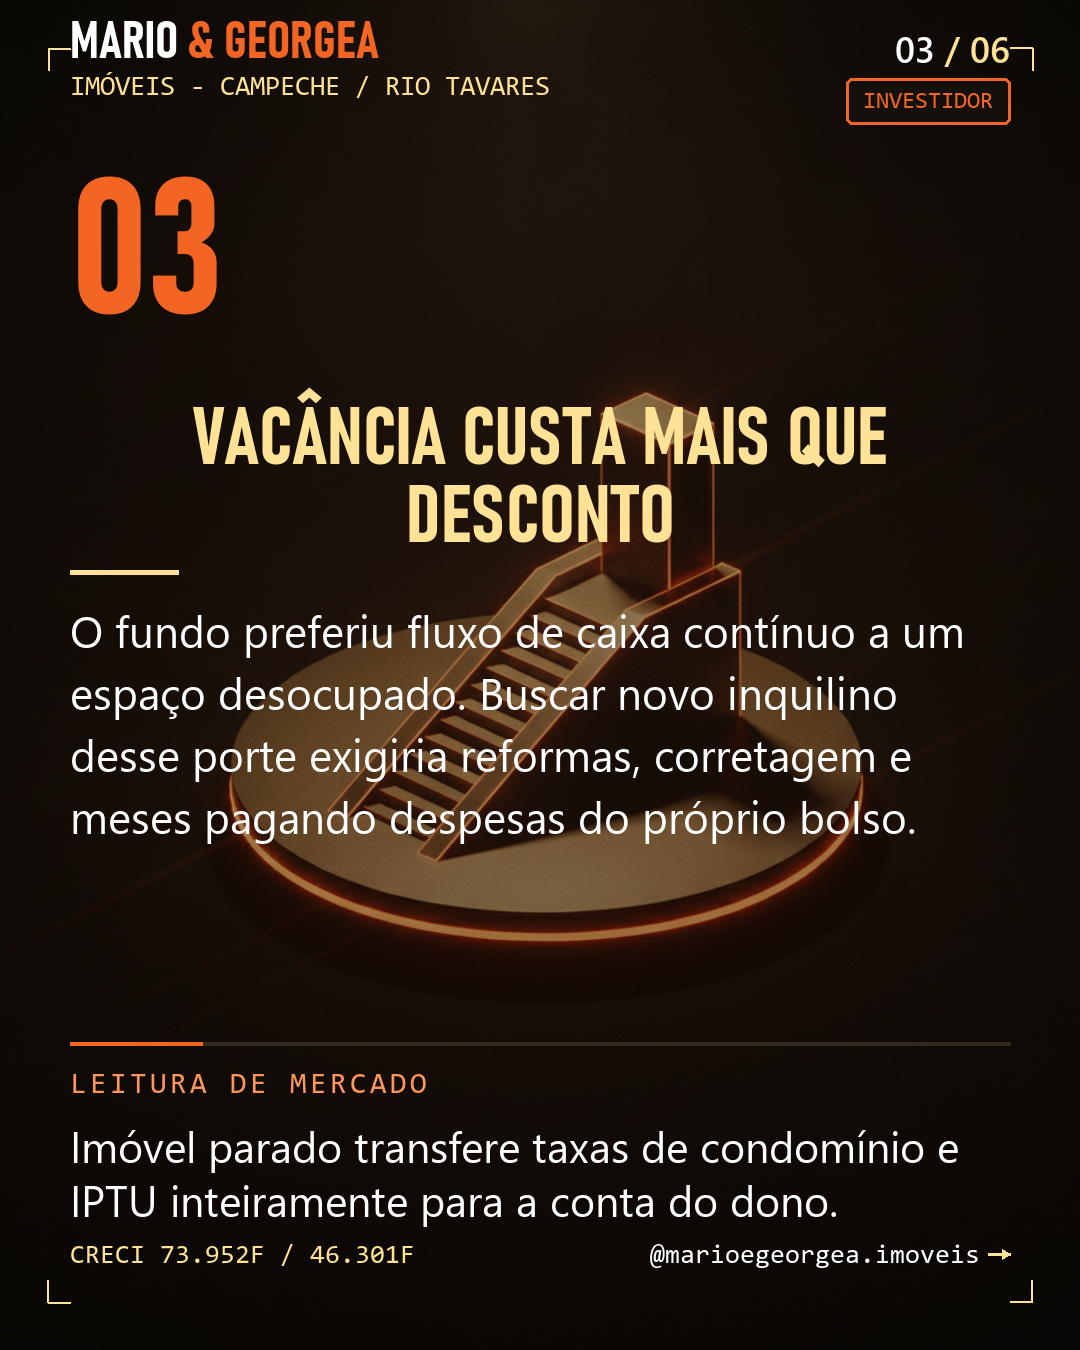 MARIO & GEORGEA
IMÓVEIS - CAMPECHE / RIO TAVARES
03 / 06
INVESTIDOR
03
VACÂNCIA CUSTA MAIS QUE
DESCONTO
O fundo preferiu fluxo de caixa contínuo a um
espaço desocupado. Buscar novo inquilino
desse porte exigiria reformas, corretagem e
meses pagando despesas do próprio bolso.
LEITURA DE MERCADO
Imóvel parado transfere taxas de condomínio e
IPTU inteiramente para a conta do dono.
CRECI 73.952F / 46.301F
@marioegeorgea.imoveis